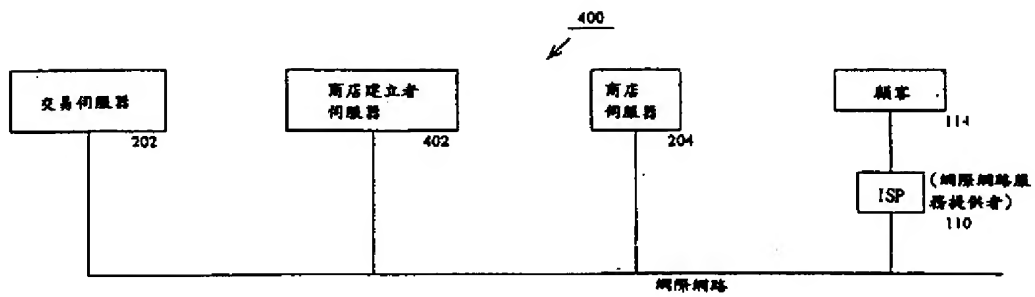 400
交易伺服器
202
商店建立者
伺服器
402
商店
伺服器
204
顧客
114
ISP
(網際網路服
務提供者)
110
網際網路